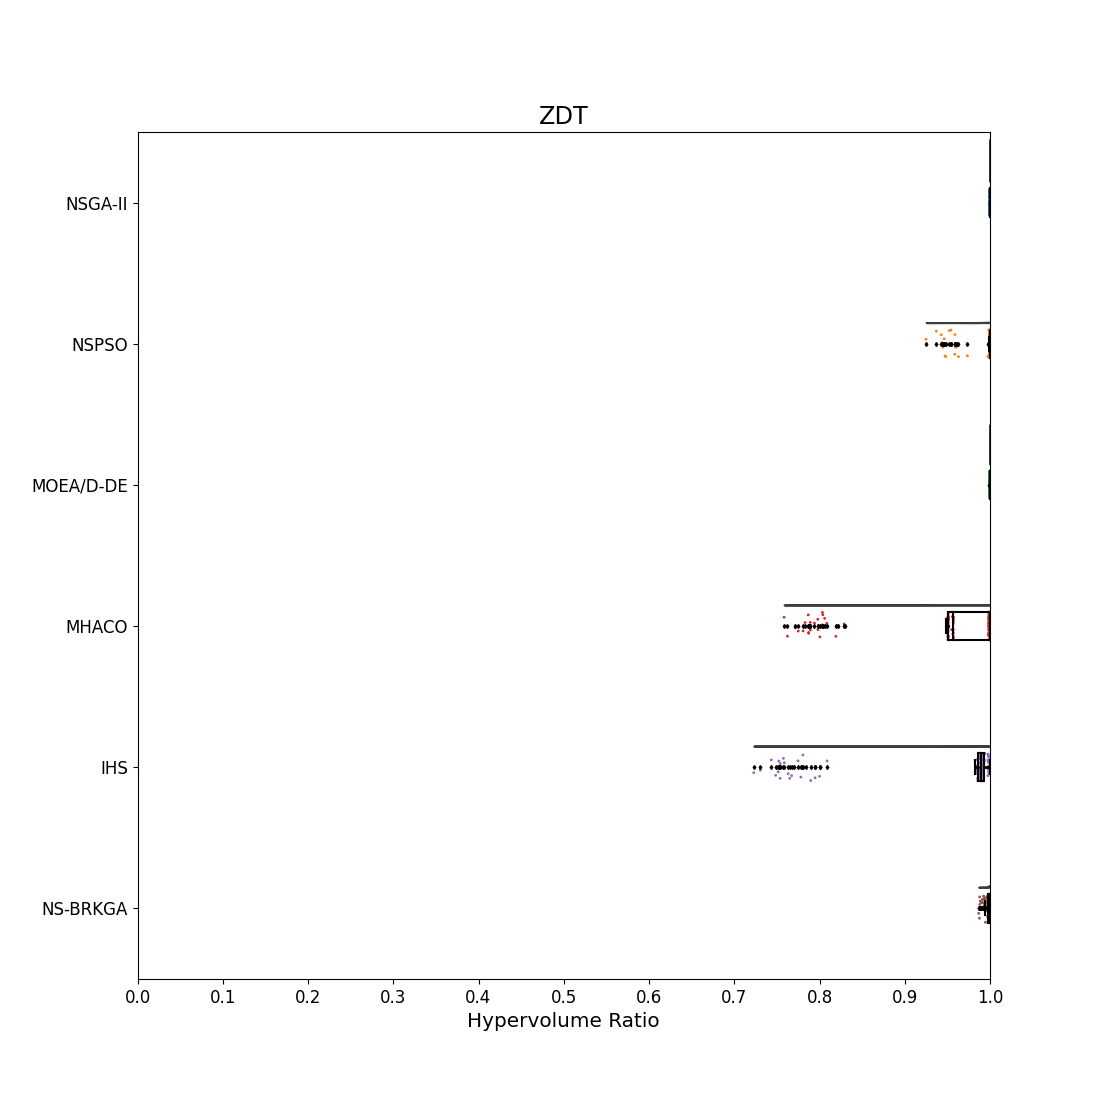 ZDT
NSGA-II
NSPSO
MOEA/D-DE
MHACO
IHS
NS-BRKGA
0.0 0.1 0.2 0.3 0.4 0.5 0.6 0.7 0.8 0.9 1.0
Hypervolume Ratio